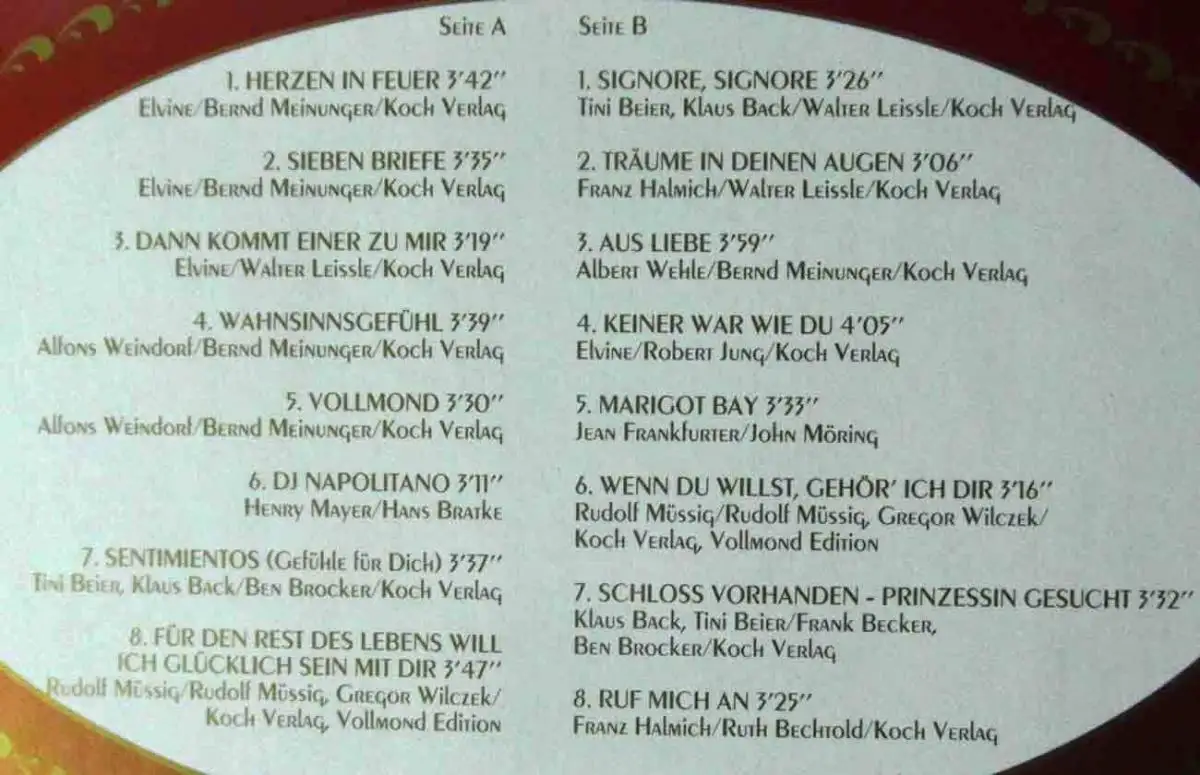 SEITE A
1. HERZEN IN FEUER 3'42"
ELVINE/BERND MEINUNGER/KOCH VERLAG
2. SIEBEN BRIEFE 3'35"
ELVINE/BERND MEINUNGER/KOCH VERLAG
3. DANN KOMMT EINER ZU MIR 3'19"
ELVINE/WALTER LEISSLE/KOCH VERLAG
4. WAHNSINNSGEFÜHL 3'39"
ALFONS WEINDORF/BERND MEINUNGER/KOCH VERLAG
5. VOLLMOND 3'30"
ALFONS WEINDORF/BERND MEINUNGER/KOCH VERLAG
6. DJ NAPOLITANO 3'11"
HENRY MAYER/HANS BRATKE
7. SENTIMIENTOS (GEFÜHLE FÜR DICH) 3'37"
TINI BEIER, KLAUS BACK/BEN BROCKER/KOCH VERLAG
8. FÜR DEN REST DES LEBENS WILL
ICH GLÜCKLICH SEIN MIT DIR 3'47"
RUDOLF MÜSSIG/RUDOLF MÜSSIG, GREGOR WILCZEK/
KOCH VERLAG, VOLLMOND EDITION
SEITE B
1. SIGNORE, SIGNORE 3'26"
TINI BEIER, KLAUS BACK/WALTER LEISSLE/KOCH VERLAG
2. TRÄUME IN DEINEN AUGEN 3'06"
FRANZ HALMICH/WALTER LEISSLE/KOCH VERLAG
3. AUS LIEBE 3'59"
ALBERT WEHLE/BERND MEINUNGER/KOCH VERLAG
4. KEINER WAR WIE DU 4'05"
ELVINE/ROBERT JUNG/KOCH VERLAG
5. MARIGOT BAY 3'33"
JEAN FRANKFURTER/JOHN MÖRING
6. WENN DU WILLST, GEHÖR' ICH DIR 3'16"
RUDOLF MÜSSIG/RUDOLF MÜSSIG, GREGOR WILCZEK/
KOCH VERLAG, VOLLMOND EDITION
7. SCHLOSS VORHANDEN - PRINZESSIN GESUCHT 3'32"
KLAUS BACK, TINI BEIER/FRANK BECKER,
BEN BROCKER/KOCH VERLAG
8. RUF MICH AN 3'25"
FRANZ HALMICH/RUTH BECHTOLD/KOCH VERLAG